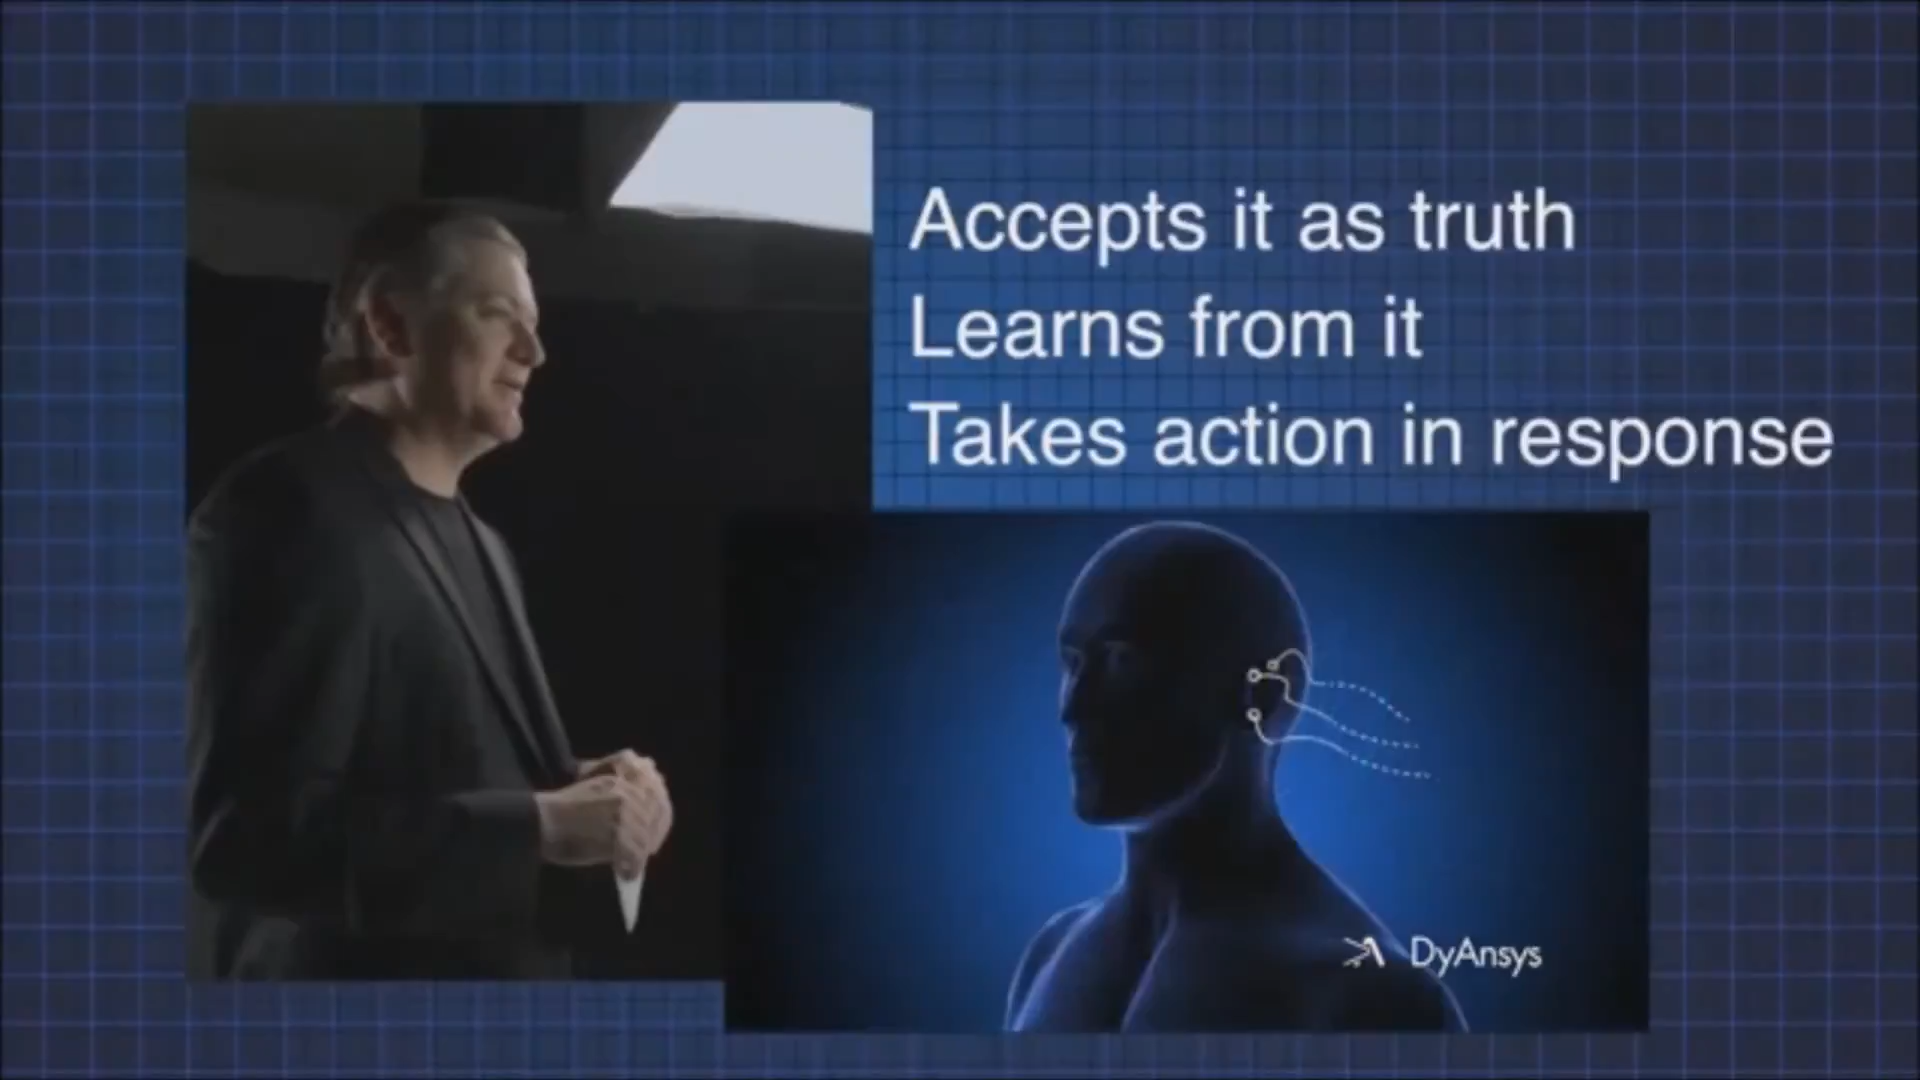 Accepts it as truth
Learns from it
Takes action in response
DyAnsys